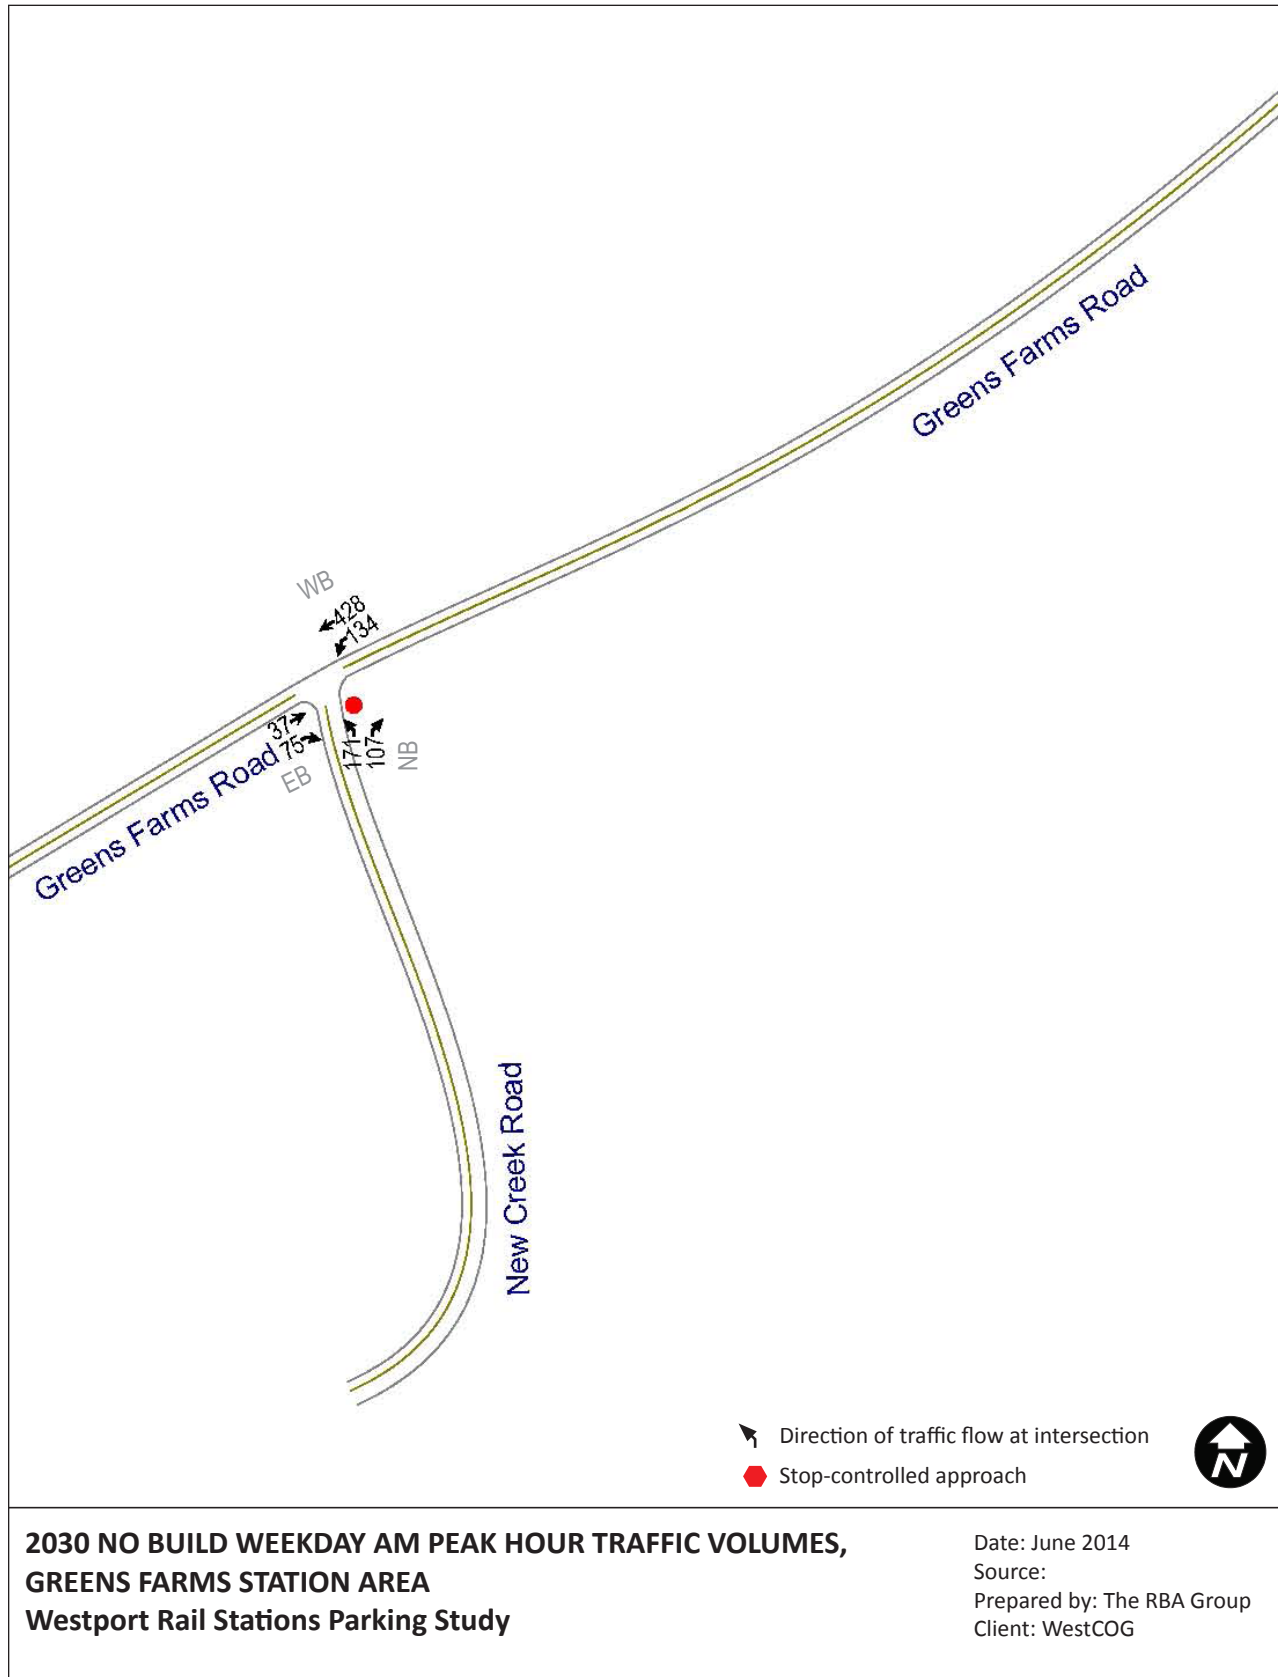 Greens Farms Road
WB
428
134
37
75
EB
171
107
NB
Greens Farms Road
New Creek Road
Direction of traffic flow at intersection
Stop-controlled approach
N
2030 NO BUILD WEEKDAY AM PEAK HOUR TRAFFIC VOLUMES,
GREENS FARMS STATION AREA
Westport Rail Stations Parking Study
Date: June 2014
Source:
Prepared by: The RBA Group
Client: WestCOG